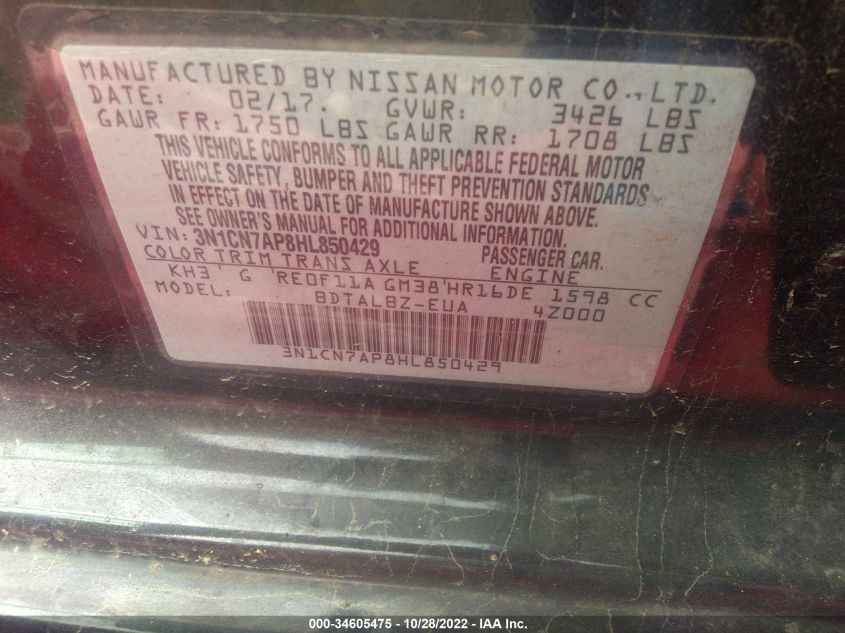 MANUFACTURED BY NISSAN MOTOR CO., LTD.
DATE: 02/17. GVWR: 3426 LBS
GAWR FR: 1750 LBS GAWR RR: 1708 LBS
THIS VEHICLE CONFORMS TO ALL APPLICABLE FEDERAL MOTOR
VEHICLE SAFETY, BUMPER AND THEFT PREVENTION STANDARDS
IN EFFECT ON THE DATE OF MANUFACTURE SHOWN ABOVE.
SEE OWNER'S MANUAL FOR ADDITIONAL INFORMATION.
VIN: 3N1CN7AP8HL850429 PASSENGER CAR.
COLOR TRIM TRANS AXLE ENGINE
KH3 G RE0F11A GM38 HR16DE 1598 CC
MODEL: BDTALBZ-EUA 4Z000
3N1CN7AP8HL850429
000-34605475 - 10/28/2022 - IAA Inc.